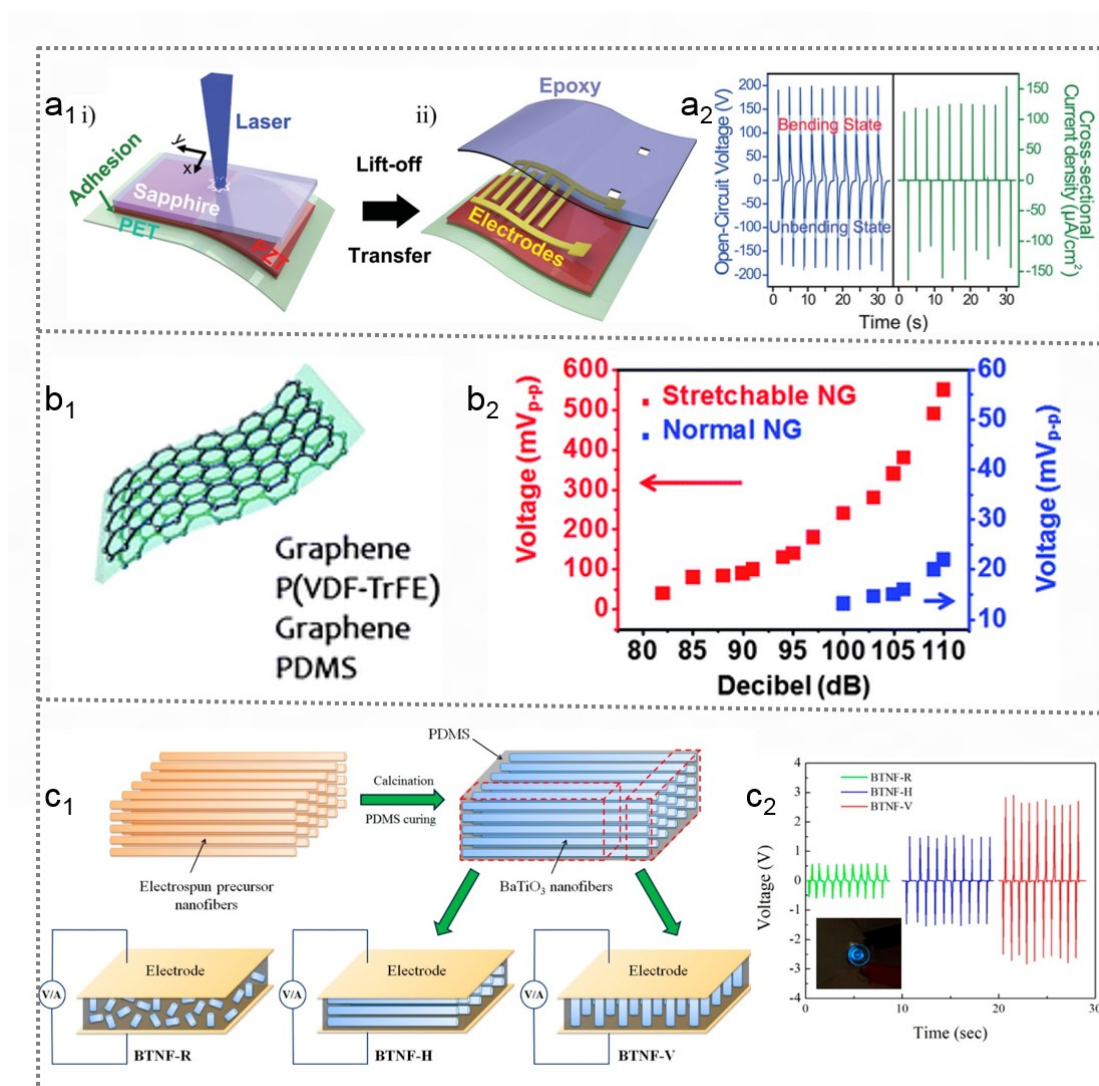 a1 i)
Laser
y
x
Adhesion
Sapphire
PET
PZT
Lift-off
Transfer
ii)
Epoxy
Electrodes
a2
Open-Circuit Voltage (V)
200
150
100
50
0
-50
-100
-150
-200
Bending State
Unbending State
0 5 10 15 20 25 30
0 5 10 15 20 25 30
Time (s)
150
100
50
0
-50
-100
-150
Cross-sectional
Current density (µA/cm²)
b1
Graphene
P(VDF-TrFE)
Graphene
PDMS
b2
Voltage (mVp-p)
600
500
400
300
200
100
0
Stretchable NG
Normal NG
60
50
40
30
20
10
Voltage (mVp-p)
80 85 90 95 100 105 110
Decibel (dB)
c1
Electrospun precursor
nanofibers
Calcination
PDMS curing
PDMS
BaTiO3 nanofibers
V/A
Electrode
BTNF-R
V/A
Electrode
BTNF-H
V/A
Electrode
BTNF-V
c2
Voltage (V)
4
3
2
1
0
-1
-2
-3
-4
BTNF-R
BTNF-H
BTNF-V
0 10 20 30
Time (sec)